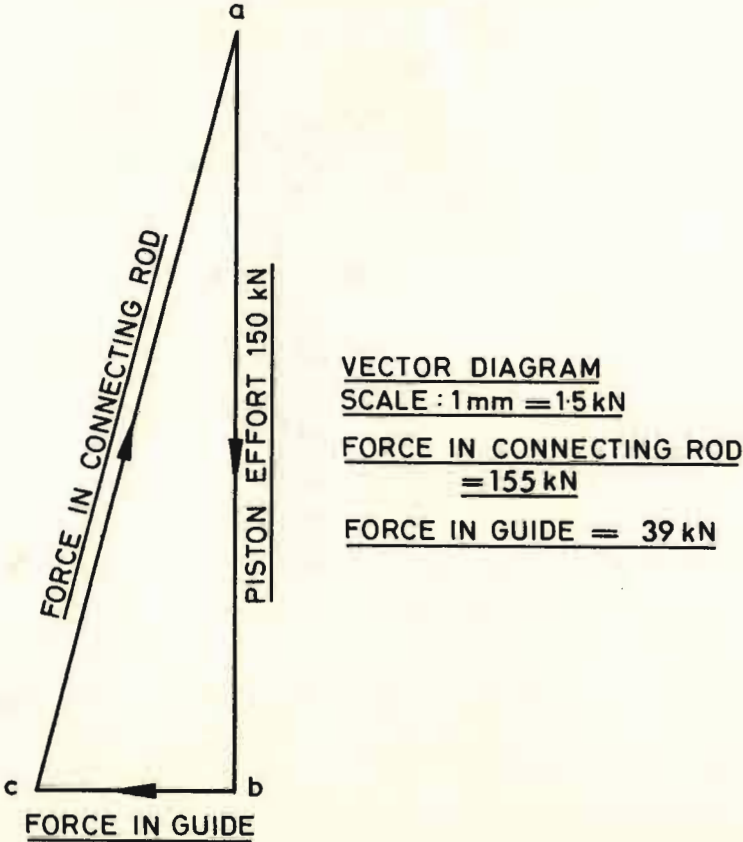 a
FORCE IN CONNECTING ROD
PISTON EFFORT 150 kN
VECTOR DIAGRAM
SCALE : 1mm = 1·5 kN
FORCE IN CONNECTING ROD
= 155 kN
FORCE IN GUIDE = 39 kN
c
b
FORCE IN GUIDE